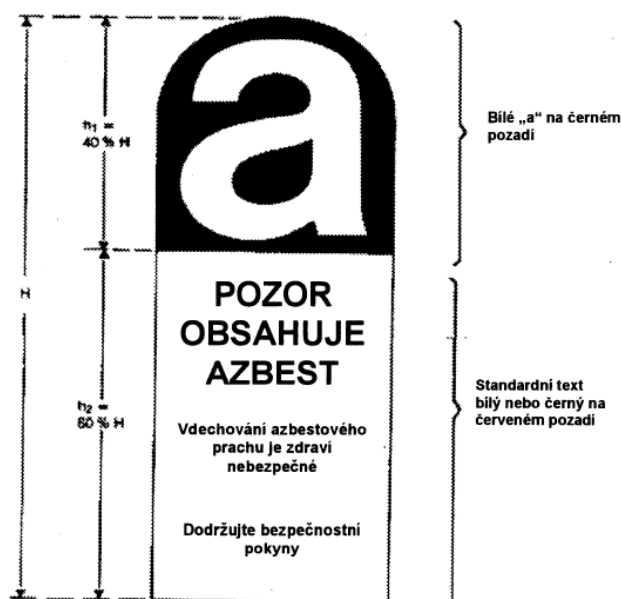 a
h₁ =
40 % H
Bílé „a“ na černém
pozadí
H
POZOR
OBSAHUJE
AZBEST
h₂ =
60 % H
Standardní text
bílý nebo černý na
červeném pozadí
Vdechování azbestového
prachu je zdraví
nebezpečné
Dodržujte bezpečnostní
pokyny